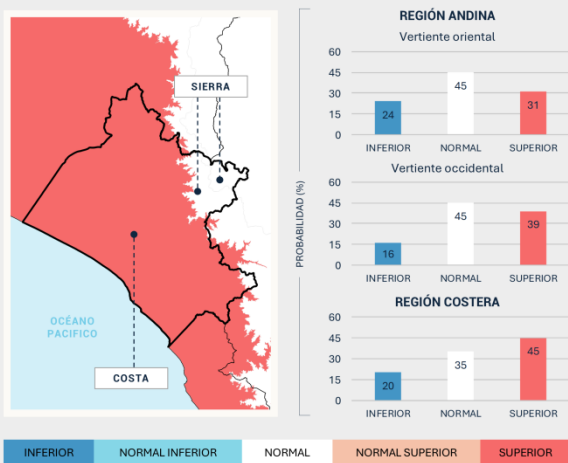 SIERRA
OCÉANO
PACIFICO
COSTA
PROBABILIDAD (%)
REGIÓN ANDINA
Vertiente oriental
60
45
30
15
0
24
45
31
INFERIOR NORMAL SUPERIOR
Vertiente occidental
60
45
30
15
0
16
45
39
INFERIOR NORMAL SUPERIOR
REGIÓN COSTERA
60
45
30
15
0
20
35
45
INFERIOR NORMAL SUPERIOR
INFERIOR NORMAL INFERIOR NORMAL NORMAL SUPERIOR SUPERIOR